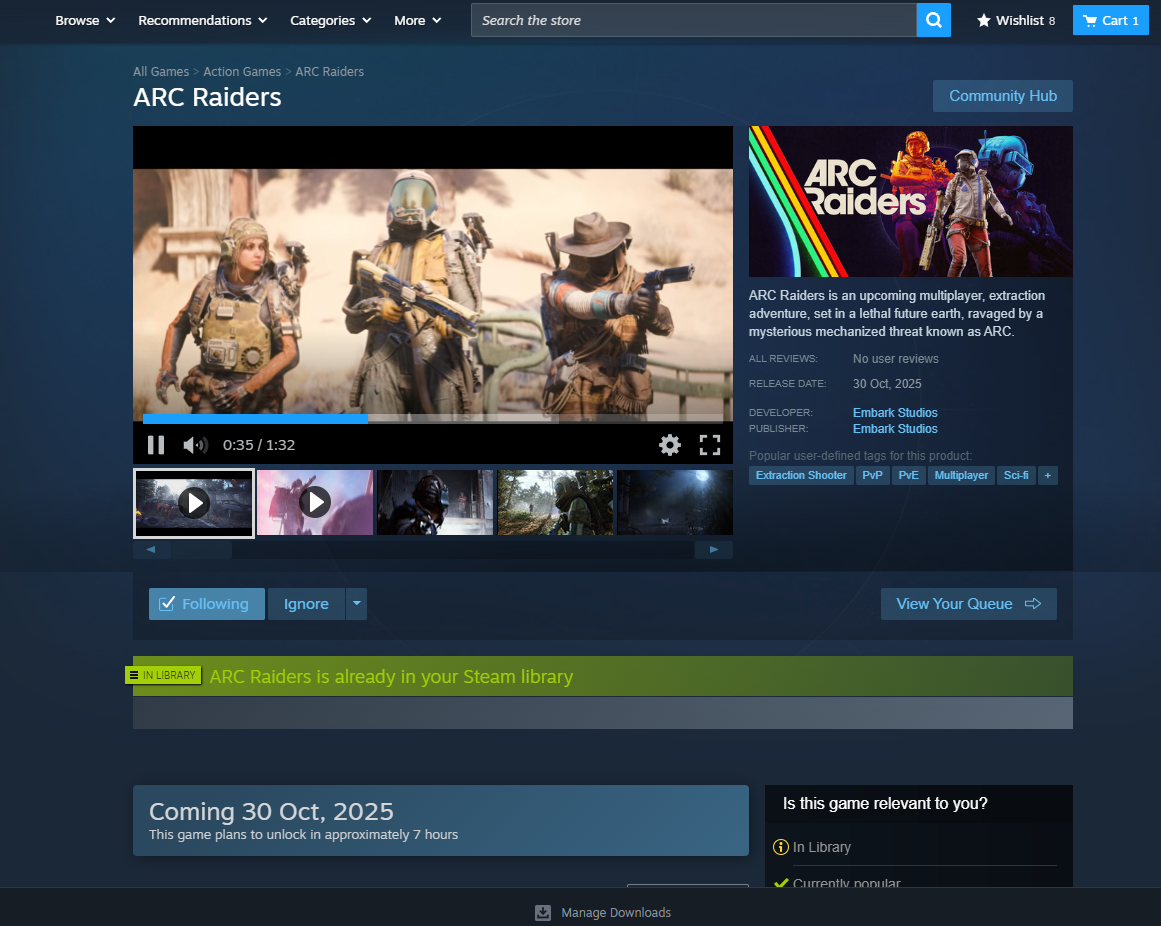 Browse Recommendations Categories More Search the store Wishlist 8 Cart 1
All Games > Action Games > ARC Raiders
ARC Raiders
Community Hub
ARC
Raiders
ARC Raiders is an upcoming multiplayer, extraction
adventure, set in a lethal future earth, ravaged by a
mysterious mechanized threat known as ARC.
ALL REVIEWS: No user reviews
RELEASE DATE: 30 Oct, 2025
DEVELOPER: Embark Studios
PUBLISHER: Embark Studios
Popular user-defined tags for this product:
Extraction Shooter PvP PvE Multiplayer Sci-fi +
0:35 / 1:32
Following Ignore View Your Queue
IN LIBRARY ARC Raiders is already in your Steam library
Coming 30 Oct, 2025
This game plans to unlock in approximately 7 hours
Is this game relevant to you?
In Library
Currently popular
Manage Downloads